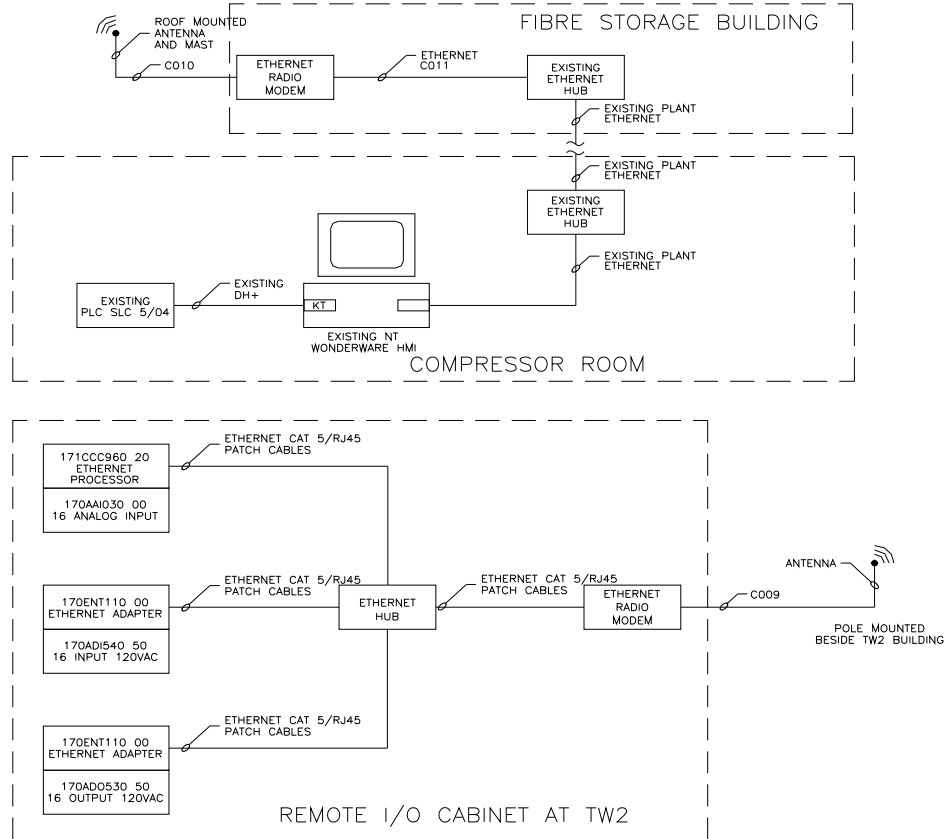 FIBRE STORAGE BUILDING
ROOF MOUNTED
ANTENNA
AND MAST
C010
ETHERNET
RADIO
MODEM
ETHERNET
C011
EXISTING
ETHERNET
HUB
EXISTING PLANT
ETHERNET
EXISTING PLANT
ETHERNET
EXISTING
ETHERNET
HUB
EXISTING PLANT
ETHERNET
EXISTING
PLC SLC 5/04
EXISTING
DH+
KT
EXISTING NT
WONDERWARE HMI
COMPRESSOR ROOM
171CCC960 20
ETHERNET
PROCESSOR
170AAI030 00
16 ANALOG INPUT
ETHERNET CAT 5/RJ45
PATCH CABLES
170ENT110 00
ETHERNET ADAPTER
170ADI540 50
16 INPUT 120VAC
ETHERNET CAT 5/RJ45
PATCH CABLES
ETHERNET
HUB
ETHERNET CAT 5/RJ45
PATCH CABLES
ETHERNET
RADIO
MODEM
C009
ANTENNA
POLE MOUNTED
BESIDE TW2 BUILDING
170ENT110 00
ETHERNET ADAPTER
170ADO530 50
16 OUTPUT 120VAC
ETHERNET CAT 5/RJ45
PATCH CABLES
REMOTE I/O CABINET AT TW2